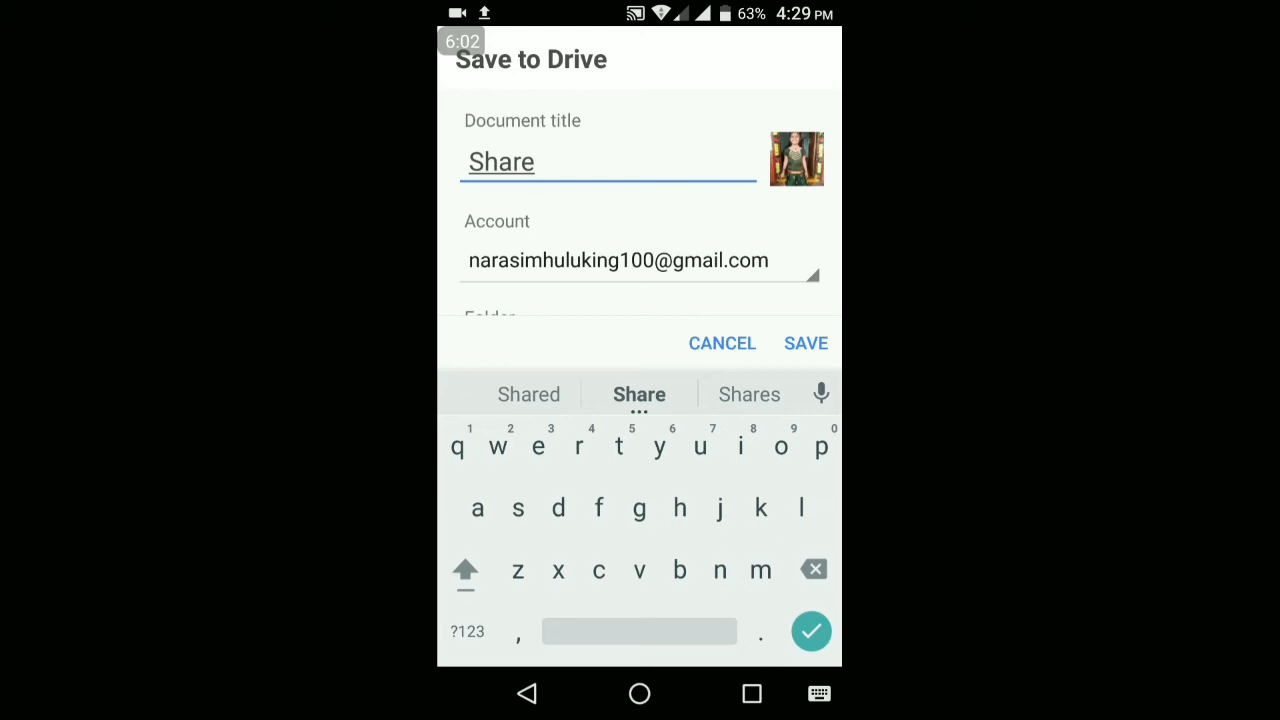 63% 4:29 PM
6:02
Save to Drive
Document title
Share
Account
narasimhuluking100@gmail.com
Folder
CANCEL SAVE
Shared Share Shares
1 2 3 4 5 6 7 8 9 0
q w e r t y u i o p
a s d f g h j k l
z x c v b n m
?123 , .